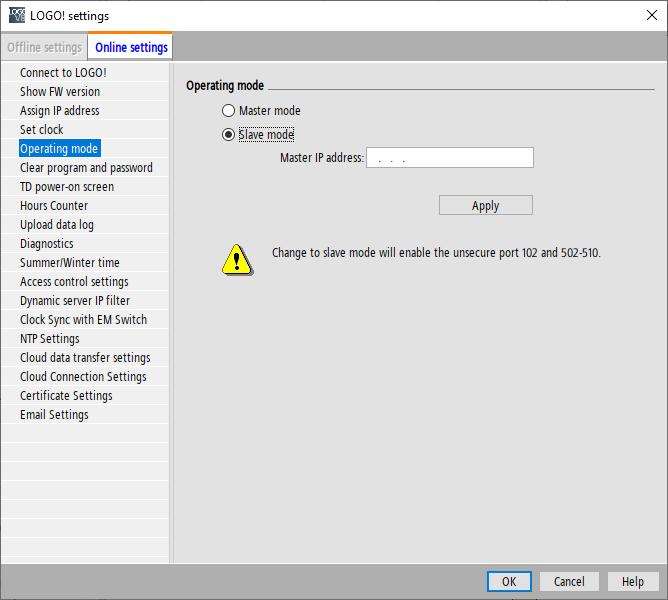 LOGO! settings
Offline settings
Online settings
Connect to LOGO!
Show FW version
Assign IP address
Set clock
Operating mode
Clear program and password
TD power-on screen
Hours Counter
Upload data log
Diagnostics
Summer/Winter time
Access control settings
Dynamic server IP filter
Clock Sync with EM Switch
NTP Settings
Cloud data transfer settings
Cloud Connection Settings
Certificate Settings
Email Settings
Operating mode
Master mode
Slave mode
Master IP address: . . .
Apply
Change to slave mode will enable the unsecure port 102 and 502-510.
OK
Cancel
Help